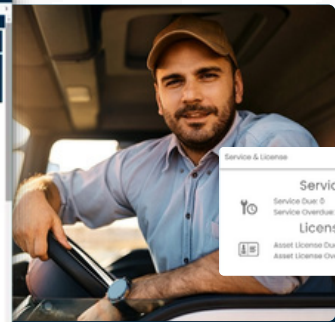 Service & License
Servic
Service Due: 0
Service Overdue:
Licens
Asset License Du
Asset License Ov